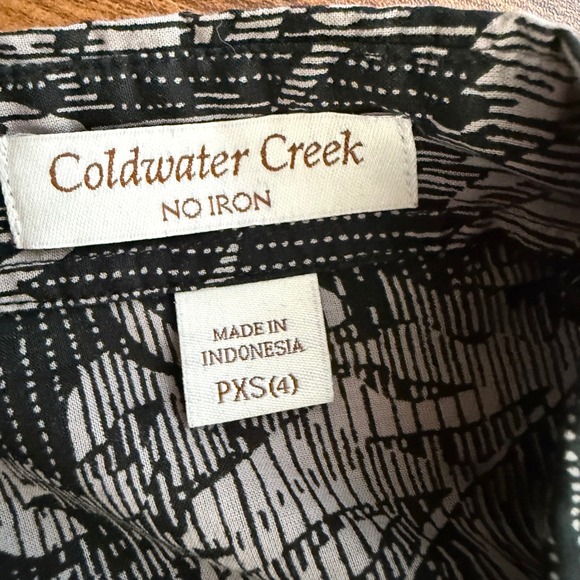 Coldwater Creek
NO IRON
MADE IN
INDONESIA
PXS(4)